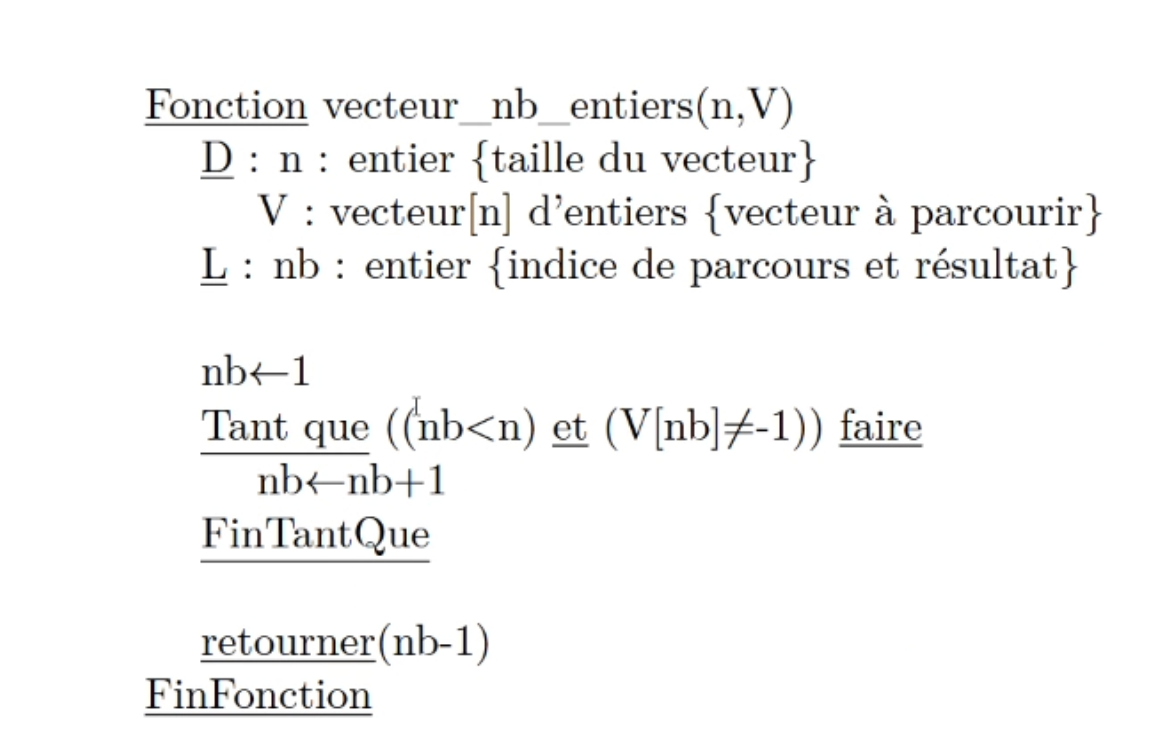 Fonction vecteur_nb_entiers(n,V)
D : n : entier {taille du vecteur}
V : vecteur[n] d'entiers {vecteur à parcourir}
L : nb : entier {indice de parcours et résultat}
nb←1
Tant que ((nb<n) et (V[nb]≠-1)) faire
nb←nb+1
FinTantQue
retourner(nb-1)
FinFonction